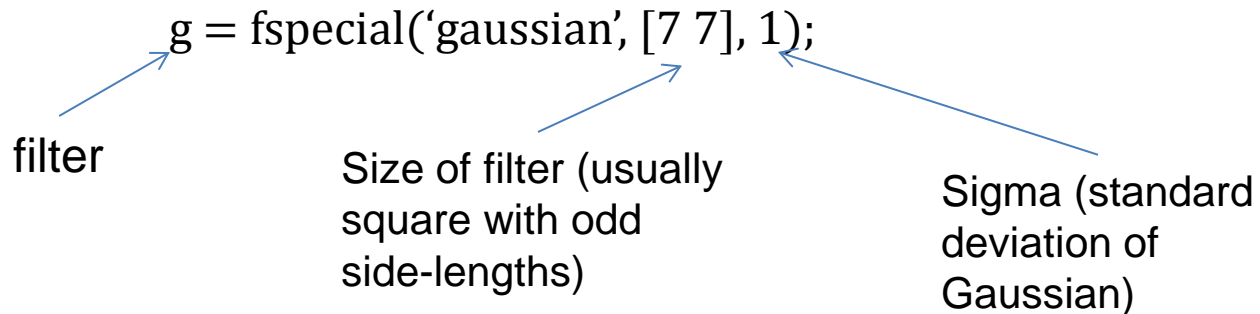 g = fspecial(‘gaussian’, [7 7], 1);
filter
Size of filter (usually
square with odd
side-lengths)
Sigma (standard
deviation of
Gaussian)